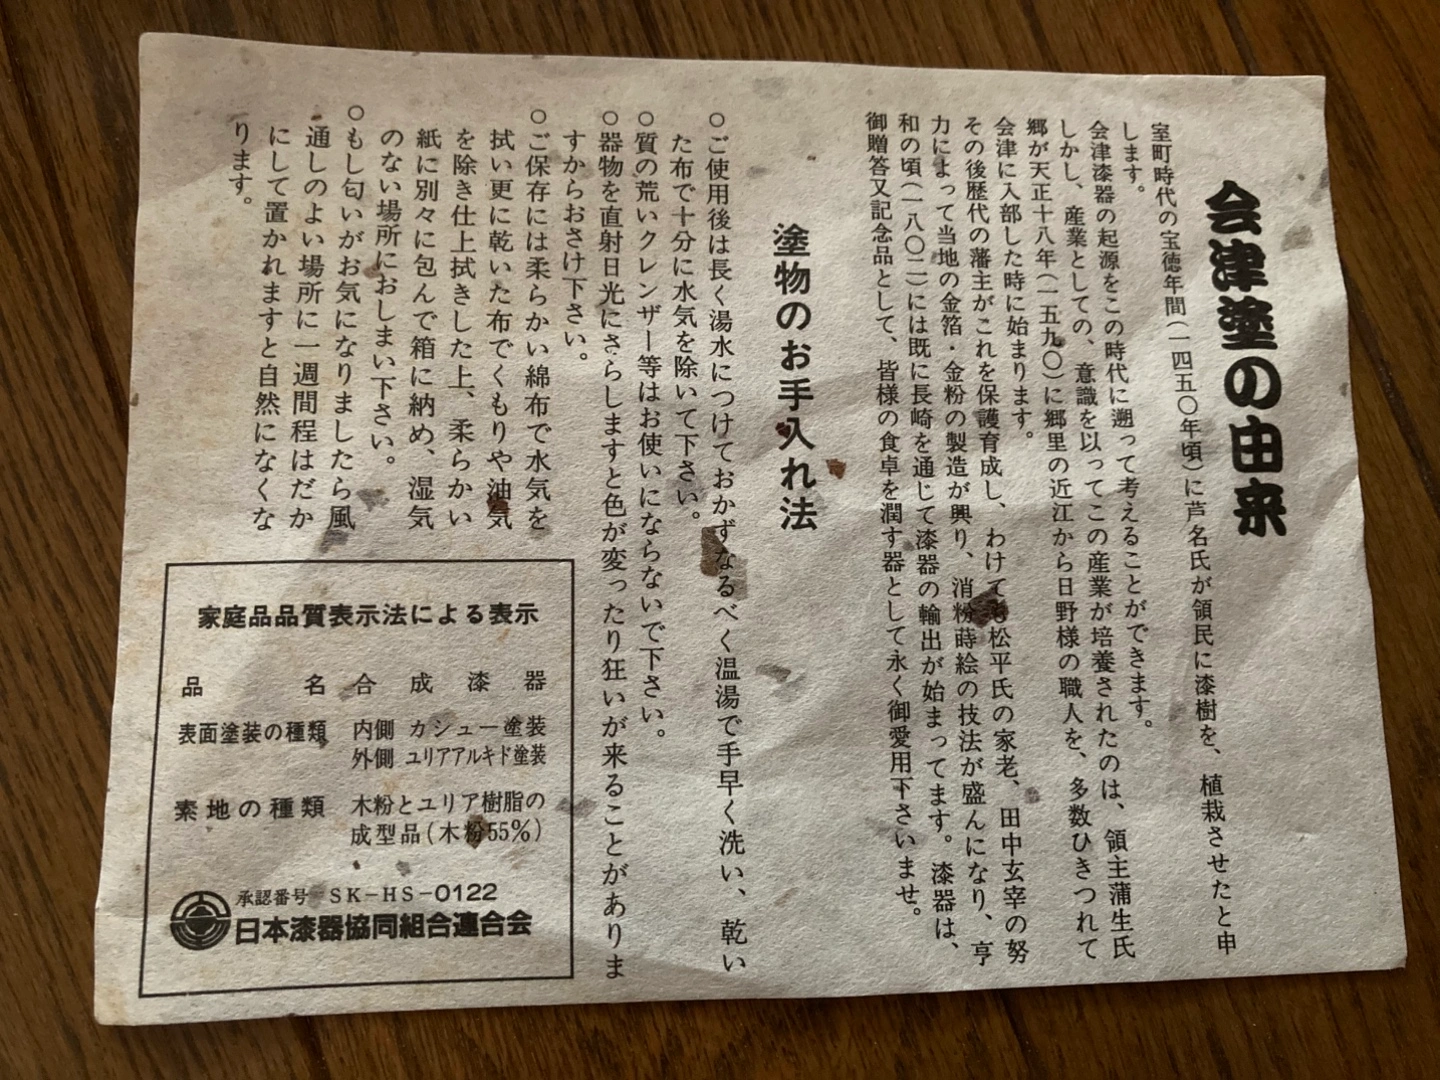 会津塗の由来
室町時代の宝徳年間(一四五〇年頃)に芦名氏が領民に漆樹を、植栽させたと申
します。
会津漆器の起源をこの時代に遡って考えることができます。
しかし、産業としての、意識を以ってこの産業が培養されたのは、領主蒲生氏
郷が天正十八年(一五九〇)に郷里の近江から日野様の職人を、多数ひきつれて
会津に入部した時に始まります。
その後歴代の藩主がこれを保護育成し、わけても松平氏の家老、田中玄宰の努
力によって当地の金箔・金粉の製造が興り、消粉蒔絵の技法が盛んになり、亨
和の頃(一八〇二)には既に長崎を通じて漆器の輸出が始まってます。漆器は、
御贈答又記念品として、皆様の食卓を潤す器として永く御愛用下さいませ。
塗物のお手入れ法
○ご使用後は長く湯水につけておかずなるべく温湯で手早く洗い、乾い
た布で十分に水気を除いて下さい。
○質の荒いクレンザー等はお使いにならないで下さい。
○器物を直射日光にさらしますと色が変ったり狂いが来ることがありま
すからおさけ下さい。
○ご保存には柔らかい綿布で水気を
拭い更に乾いた布でくもりや油気
を除き仕上拭きした上、柔らかい
紙に別々に包んで箱に納め、湿気
のない場所におしまい下さい。
○もし匂いがお気になりましたら風
通しのよい場所に一週間程はだか
にして置かれますと自然になくな
ります。
家庭品品質表示法による表示
品名 合成漆器
表面塗装の種類 内側 カシュー塗装
外側 ユリアアルキド塗装
素地の種類 木粉とユリア樹脂の
成型品(木粉55%)
承認番号 SK-HS-0122
日本漆器協同組合連合会